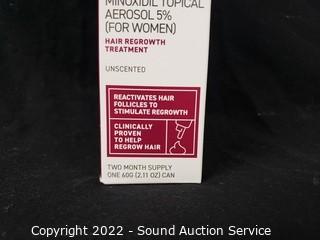 MINOXIDIL TOPICAL
AEROSOL 5%
(FOR WOMEN)
HAIR REGROWTH
TREATMENT
UNSCENTED
REACTIVATES HAIR
FOLLICLES TO
STIMULATE REGROWTH
CLINICALLY
PROVEN
TO HELP
REGROW HAIR
TWO MONTH SUPPLY
ONE 60G (2.11 OZ) CAN
Copyright 2022 - Sound Auction Service